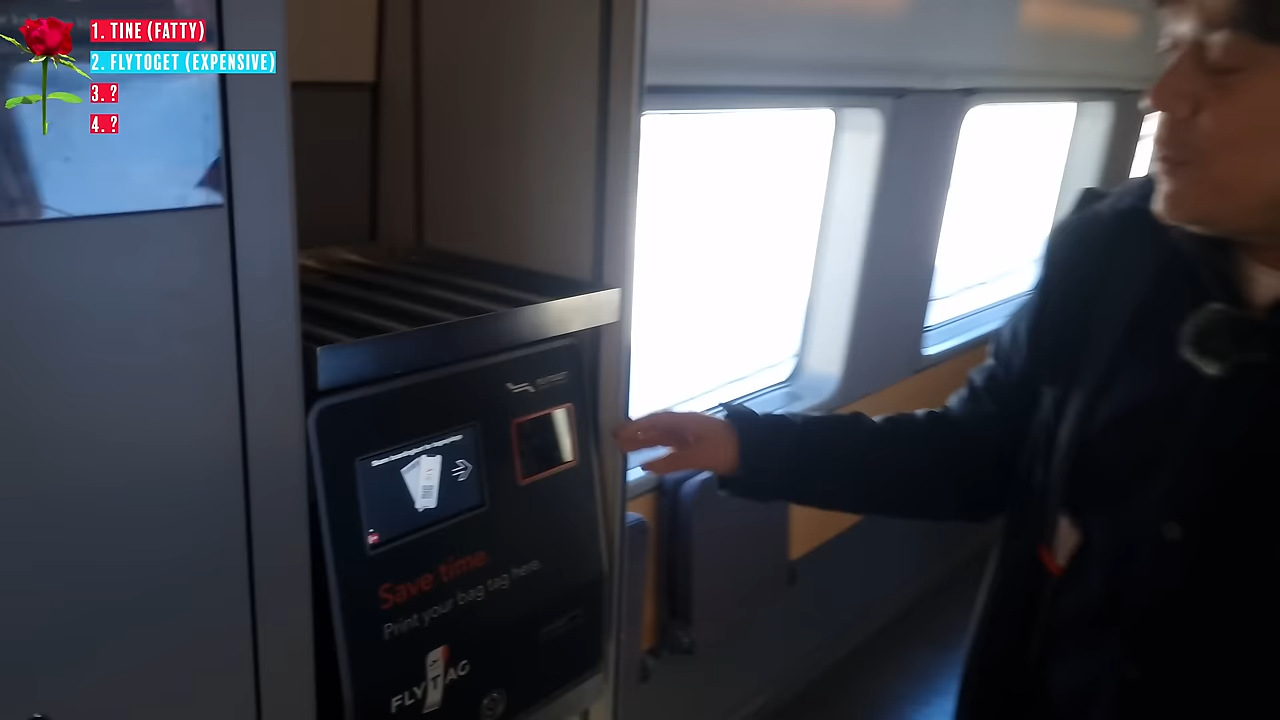 1. TINE (FATTY)
2. FLYTOGET (EXPENSIVE)
3. ?
4. ?
Save time.
Print your bag tag here
FLYTAG